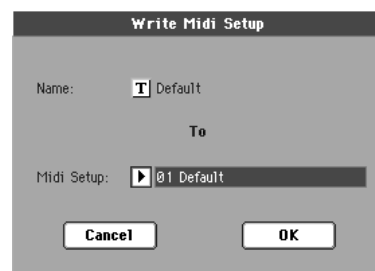 Write Midi Setup
Name: T Default
To
Midi Setup: 01 Default
Cancel OK